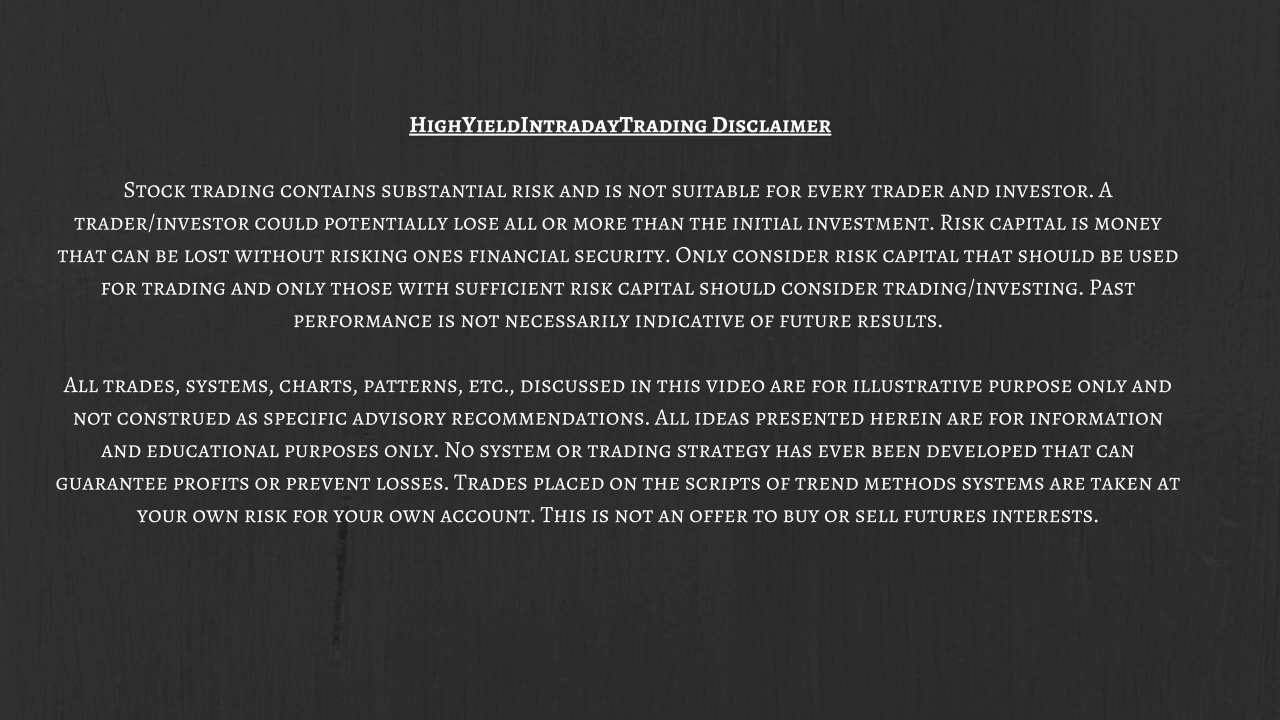 HighYieldIntradayTrading Disclaimer
Stock trading contains substantial risk and is not suitable for every trader and investor. A
trader/investor could potentially lose all or more than the initial investment. Risk capital is money
that can be lost without risking ones financial security. Only consider risk capital that should be used
for trading and only those with sufficient risk capital should consider trading/investing. Past
performance is not necessarily indicative of future results.
All trades, systems, charts, patterns, etc., discussed in this video are for illustrative purpose only and
not construed as specific advisory recommendations. All ideas presented herein are for information
and educational purposes only. No system or trading strategy has ever been developed that can
guarantee profits or prevent losses. Trades placed on the scripts of trend methods systems are taken at
your own risk for your own account. This is not an offer to buy or sell futures interests.